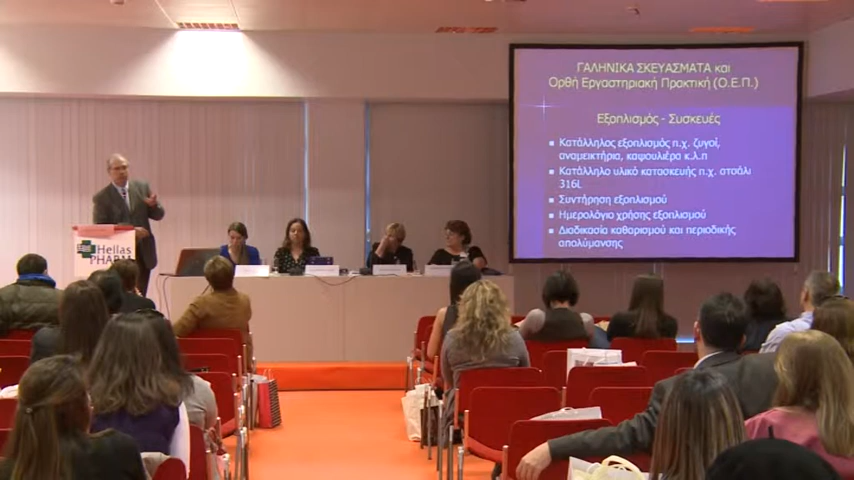 ΓΑΛΗΝΙΚΑ ΣΚΕΥΑΣΜΑΤΑ και
Ορθή Εργαστηριακή Πρακτική (Ο.Ε.Π.)
Εξοπλισμός - Συσκευές
Κατάλληλος εξοπλισμός π.χ. ζυγοί,
αναμεικτήρια, καψουλιέρα κ.λ.π
Κατάλληλο υλικό κατασκευής π.χ. ατσάλι
316L
Συντήρηση εξοπλισμού
Ημερολόγιο χρήσης εξοπλισμού
Διαδικασία καθαρισμού και περιοδικής
απολύμανσης
Hellas
PHARM